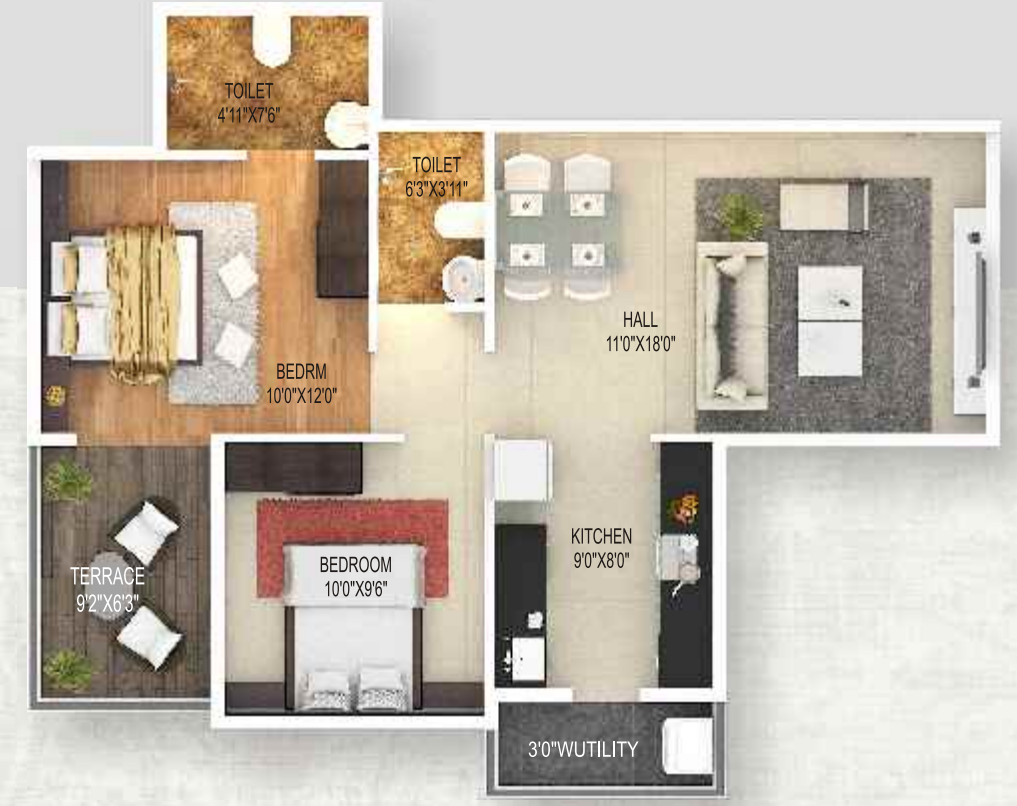 TOILET
4'11"X7'6"
TOILET
6'3"X3'11"
HALL
11'0"X18'0"
BEDRM
10'0"X12'0"
KITCHEN
9'0"X8'0"
BEDROOM
10'0"X9'6"
TERRACE
9'2"X6'3"
3'0"WUTILITY